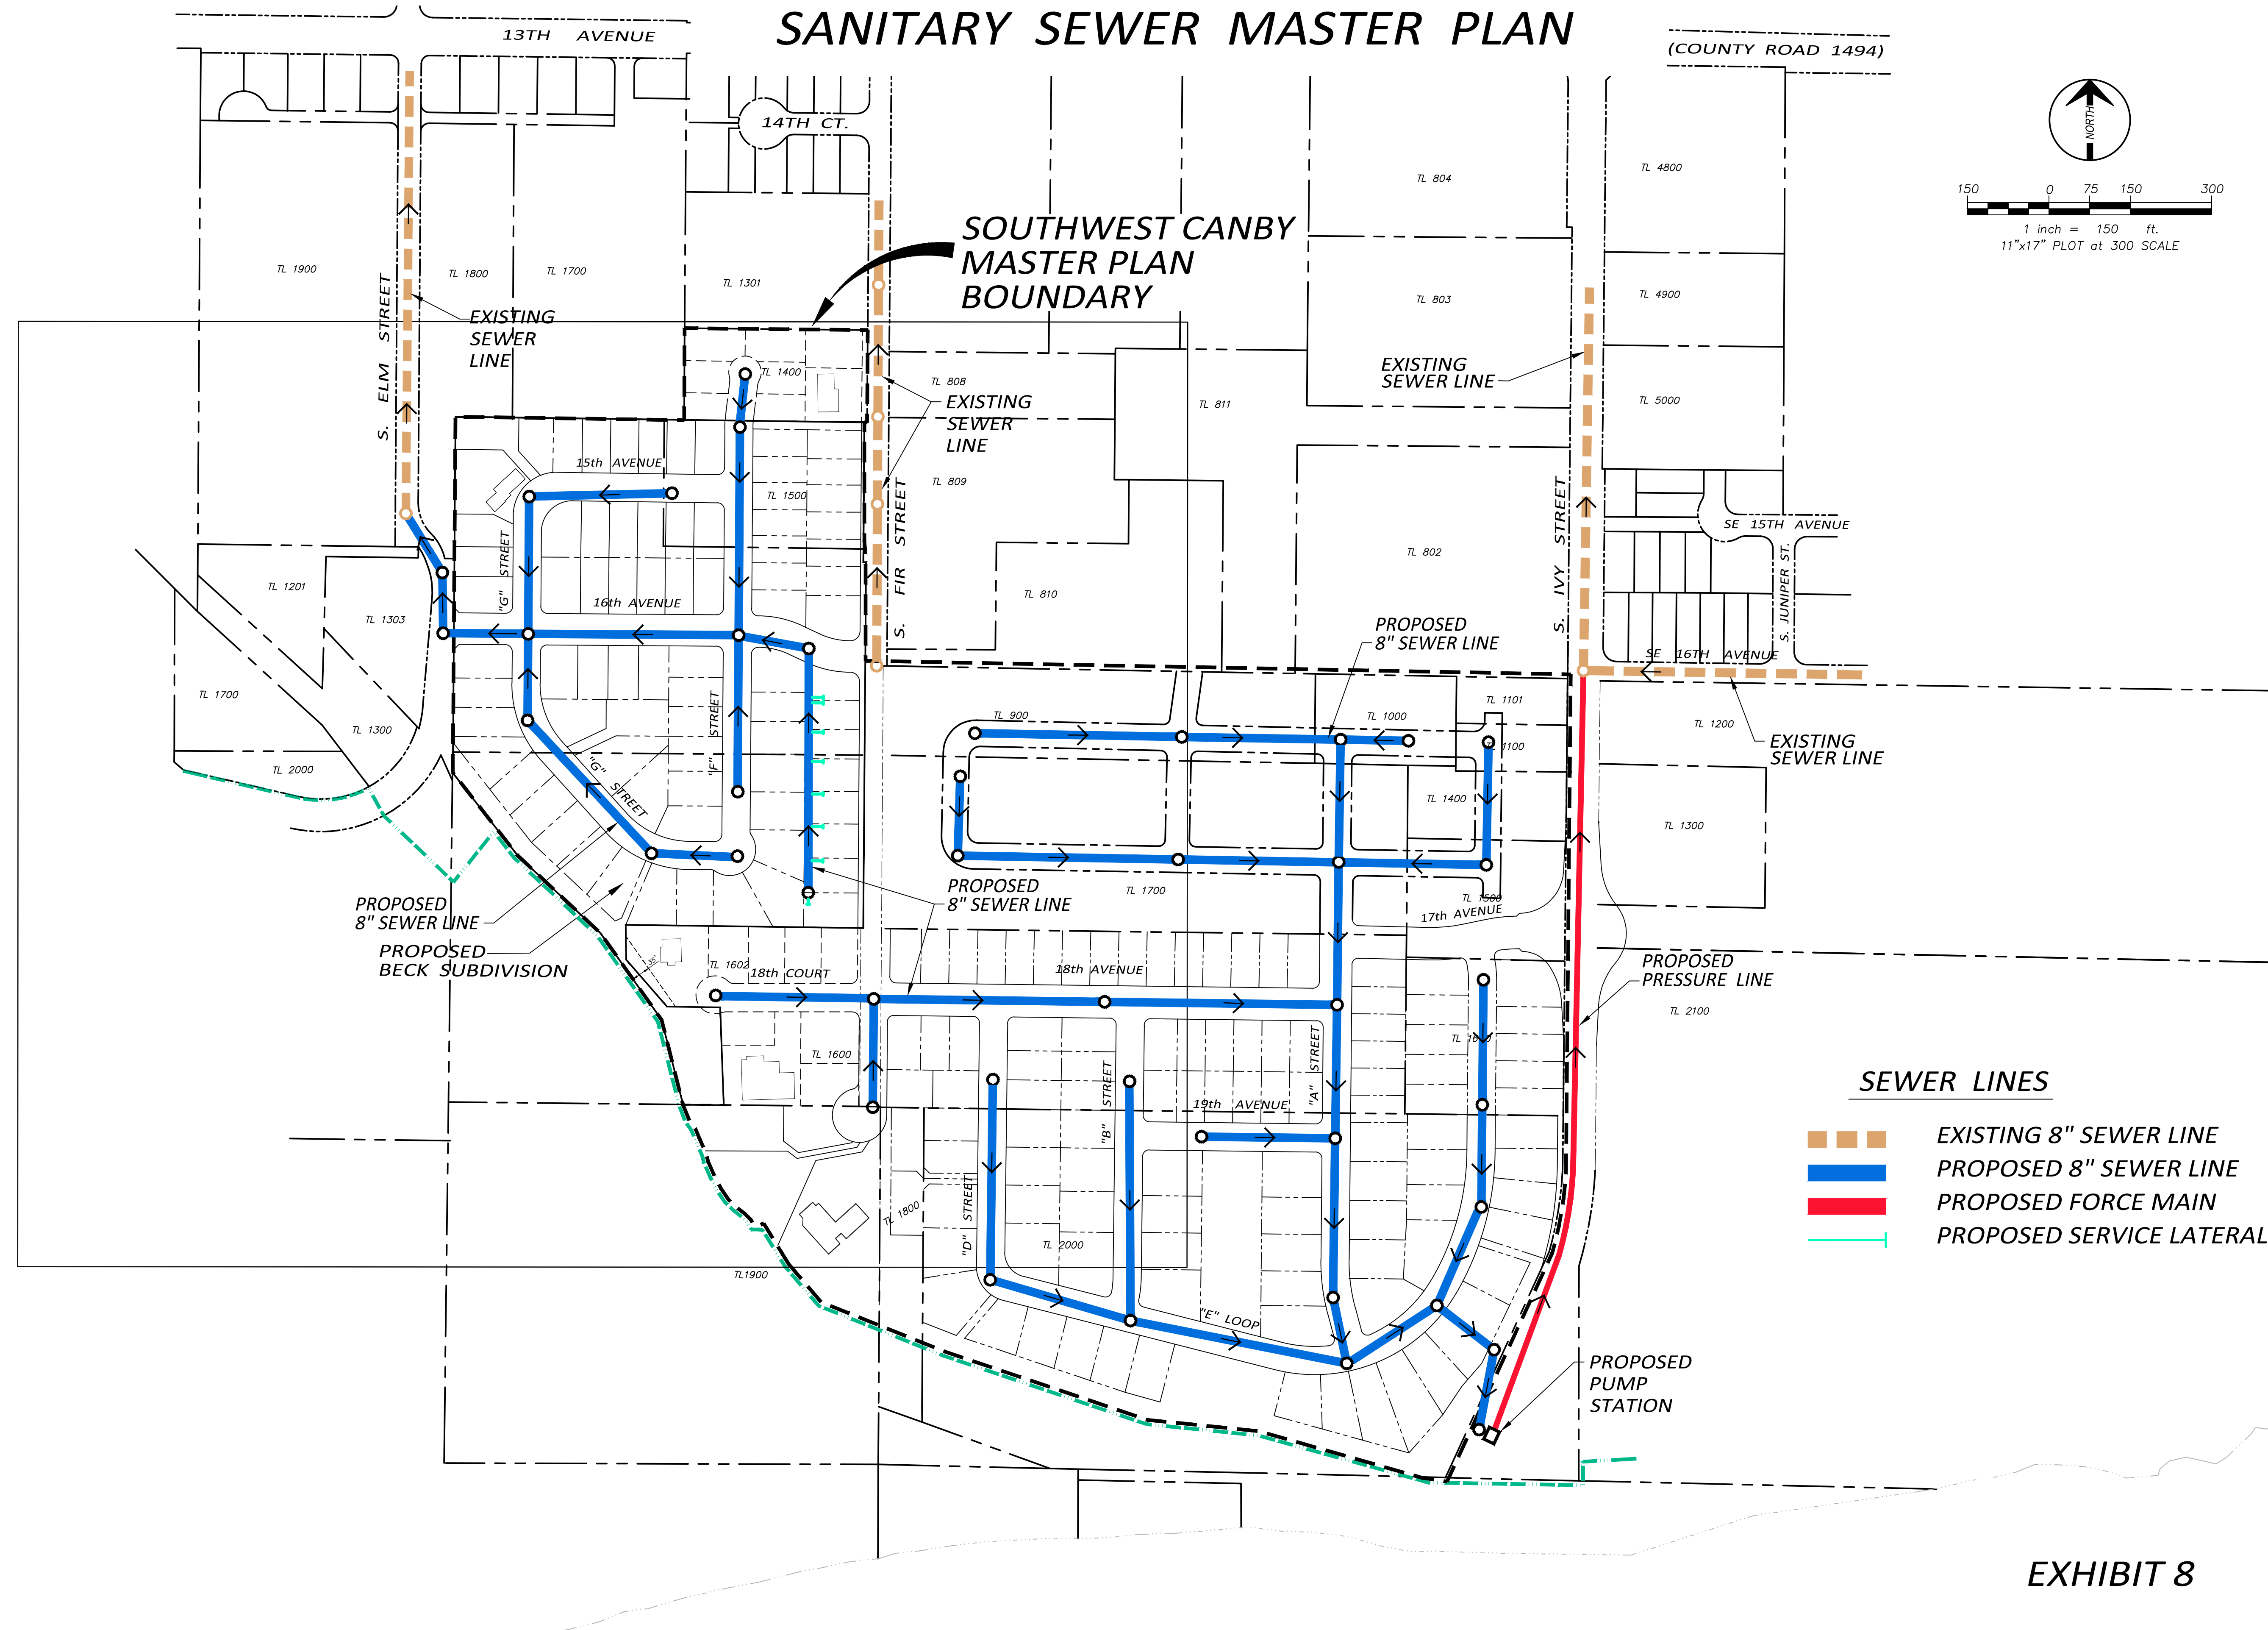 SANITARY SEWER MASTER PLAN
13TH AVENUE
(COUNTY ROAD 1494)
14TH CT.
NORTH
150 0 75 150 300
1 inch = 150 ft.
11"x17" PLOT at 300 SCALE
TL 804
TL 4800
SOUTHWEST CANBY
MASTER PLAN
BOUNDARY
TL 1900
TL 1800
TL 1700
TL 1301
TL 803
TL 4900
S. ELM STREET
EXISTING
SEWER
LINE
TL 1400
TL 808
EXISTING
SEWER
LINE
TL 811
EXISTING
SEWER LINE
TL 5000
15th AVENUE
TL 1500
TL 809
S. FIR STREET
S. IVY STREET
SE 15TH AVENUE
S. JUNIPER ST.
TL 802
"G" STREET
TL 1201
TL 1303
16th AVENUE
TL 810
PROPOSED
8" SEWER LINE
SE 16TH AVENUE
TL 1700
TL 1300
TL 2000
"F" STREET
"G" STREET
TL 900
TL 1000
TL 1101
TL 1100
TL 1200
EXISTING
SEWER LINE
TL 1400
TL 1300
PROPOSED
8" SEWER LINE
PROPOSED
BECK SUBDIVISION
PROPOSED
8" SEWER LINE
TL 1700
TL 1500
17th AVENUE
35'
TL 1602
18th COURT
18th AVENUE
PROPOSED
PRESSURE LINE
TL 2100
TL 1600
"A" STREET
"B" STREET
19th AVENUE
SEWER LINES
EXISTING 8" SEWER LINE
PROPOSED 8" SEWER LINE
PROPOSED FORCE MAIN
PROPOSED SERVICE LATERAL
TL 1800
"D" STREET
TL 2000
TL1900
"E" LOOP
PROPOSED
PUMP
STATION
EXHIBIT 8